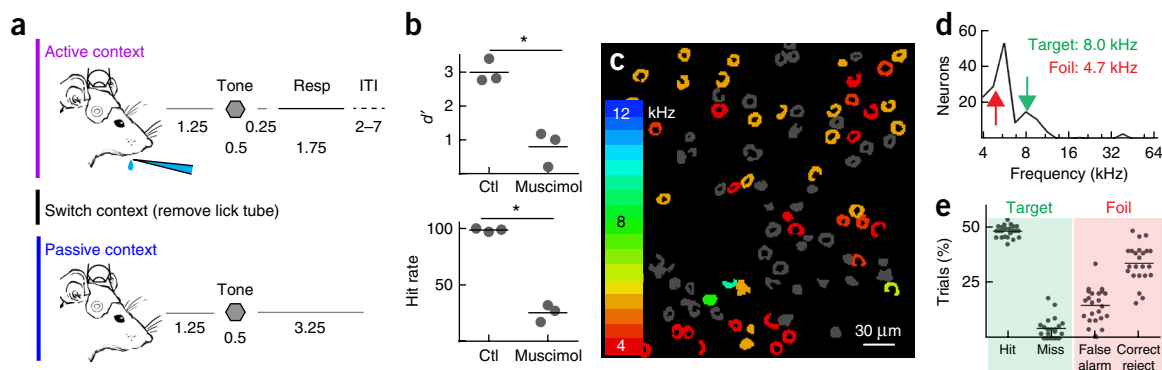 a
Active context
Tone
Resp
ITI
1.25
0.25
2–7
0.5
1.75
Switch context (remove lick tube)
Passive context
Tone
1.25
3.25
0.5
b
*
3
2
1
0
d′
Ctl
Muscimol
*
100
50
Hit rate
Ctl
Muscimol
c
12
kHz
8
4
30 μm
d
Target: 8.0 kHz
Foil: 4.7 kHz
60
40
20
Neurons
4
8
16
32
64
Frequency (kHz)
e
Target
Foil
50
25
Trials (%)
Hit
Miss
False
alarm
Correct
reject